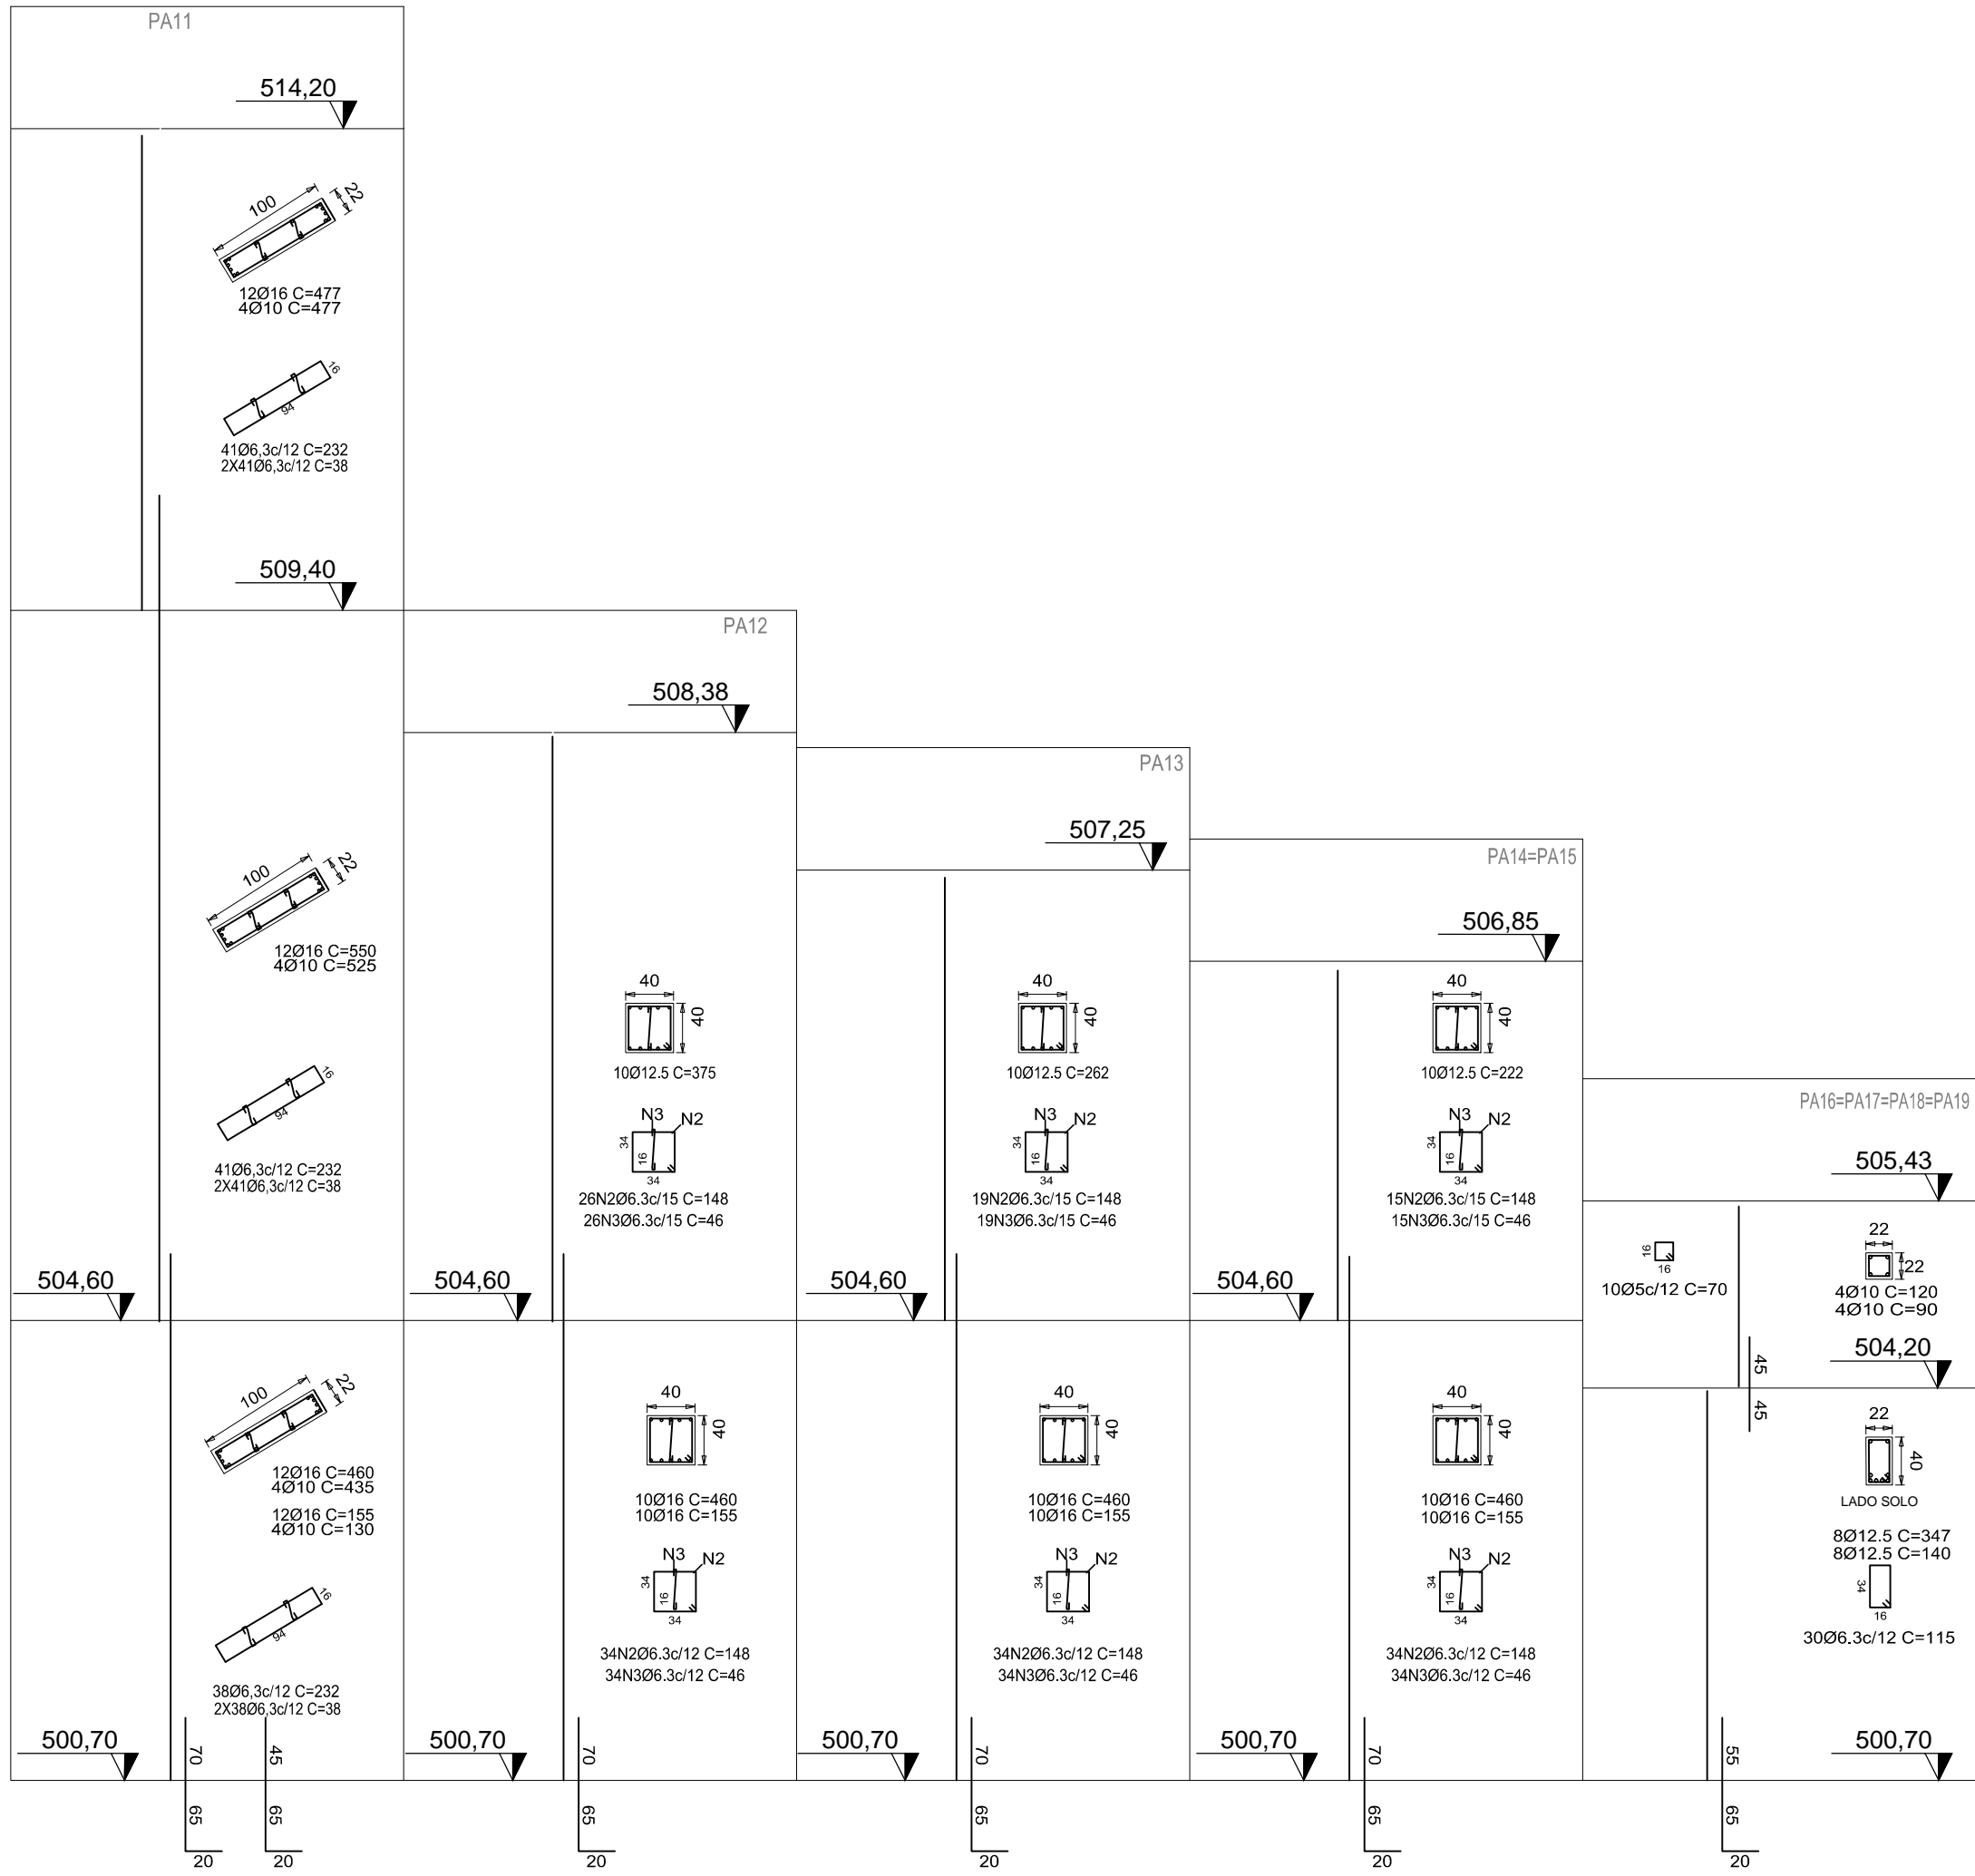 PA11
514,20
100
22
12Ø16 C=477
4Ø10 C=477
16
94
41Ø6,3c/12 C=232
2X41Ø6,3c/12 C=38
509,40
100
22
12Ø16 C=550
4Ø10 C=525
16
94
41Ø6,3c/12 C=232
2X41Ø6,3c/12 C=38
504,60
100
22
12Ø16 C=460
4Ø10 C=435
12Ø16 C=155
4Ø10 C=130
16
94
38Ø6,3c/12 C=232
2X38Ø6,3c/12 C=38
500,70
70
45
65
65
20
20
PA12
508,38
40
40
10Ø12.5 C=375
N3
N2
34
16
34
26N2Ø6.3c/15 C=148
26N3Ø6.3c/15 C=46
504,60
40
40
10Ø16 C=460
10Ø16 C=155
N3
N2
34
16
34
34N2Ø6.3c/12 C=148
34N3Ø6.3c/12 C=46
500,70
70
65
20
PA13
507,25
40
40
10Ø12.5 C=262
N3
N2
34
16
34
19N2Ø6.3c/15 C=148
19N3Ø6.3c/15 C=46
504,60
40
40
10Ø16 C=460
10Ø16 C=155
N3
N2
34
16
34
34N2Ø6.3c/12 C=148
34N3Ø6.3c/12 C=46
500,70
70
65
20
PA14=PA15
506,85
40
40
10Ø12.5 C=222
N3
N2
34
16
34
15N2Ø6.3c/15 C=148
15N3Ø6.3c/15 C=46
504,60
40
40
10Ø16 C=460
10Ø16 C=155
N3
N2
34
16
34
34N2Ø6.3c/12 C=148
34N3Ø6.3c/12 C=46
500,70
70
65
20
PA16=PA17=PA18=PA19
505,43
22
22
16
16
10Ø5c/12 C=70
4Ø10 C=120
4Ø10 C=90
504,20
45
45
22
40
LADO SOLO
8Ø12.5 C=347
8Ø12.5 C=140
34
16
30Ø6.3c/12 C=115
500,70
55
65
20